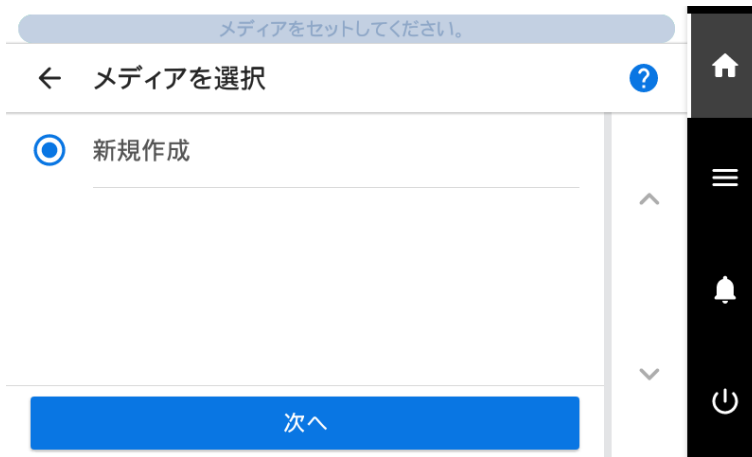 メディアをセットしてください。
メディアを選択
?
新規作成
次へ